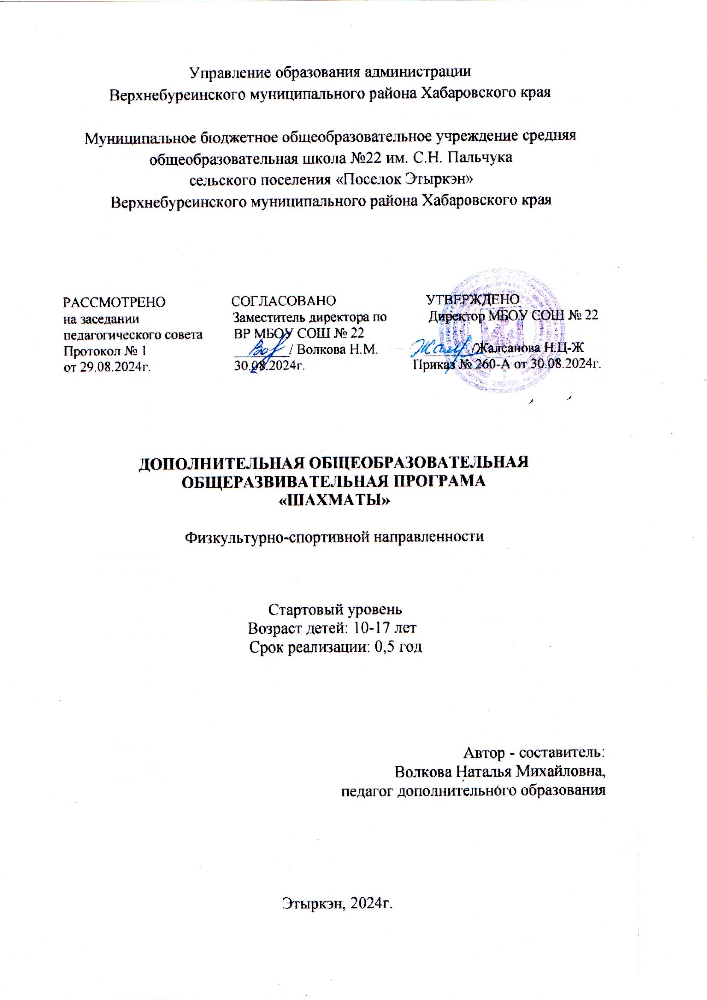 Управление образования администрации
Верхнебуреинского муниципального района Хабаровского края
Муниципальное бюджетное общеобразовательное учреждение средняя
общеобразовательная школа №22 им. С.Н. Пальчука
сельского поселения «Поселок Этыркэн»
Верхнебуреинского муниципального района Хабаровского края
РАССМОТРЕНО
на заседании
педагогического совета
Протокол № 1
от 29.08.2024г.
СОГЛАСОВАНО
Заместитель директора по
ВР МБОУ СОШ № 22
/ Волкова Н.М.
30.08.2024г.
УТВЕРЖДЕНО
Директор МБОУ СОШ № 22
/Жалсанова Н.Ц-Ж
Приказ № 260-А от 30.08.2024г.
ДОПОЛНИТЕЛЬНАЯ ОБЩЕОБРАЗОВАТЕЛЬНАЯ
ОБЩЕРАЗВИВАТЕЛЬНАЯ ПРОГРАМА
«ШАХМАТЫ»
Физкультурно-спортивной направленности
Стартовый уровень
Возраст детей: 10-17 лет
Срок реализации: 0,5 год
Автор - составитель:
Волкова Наталья Михайловна,
педагог дополнительного образования
Этыркэн, 2024г.